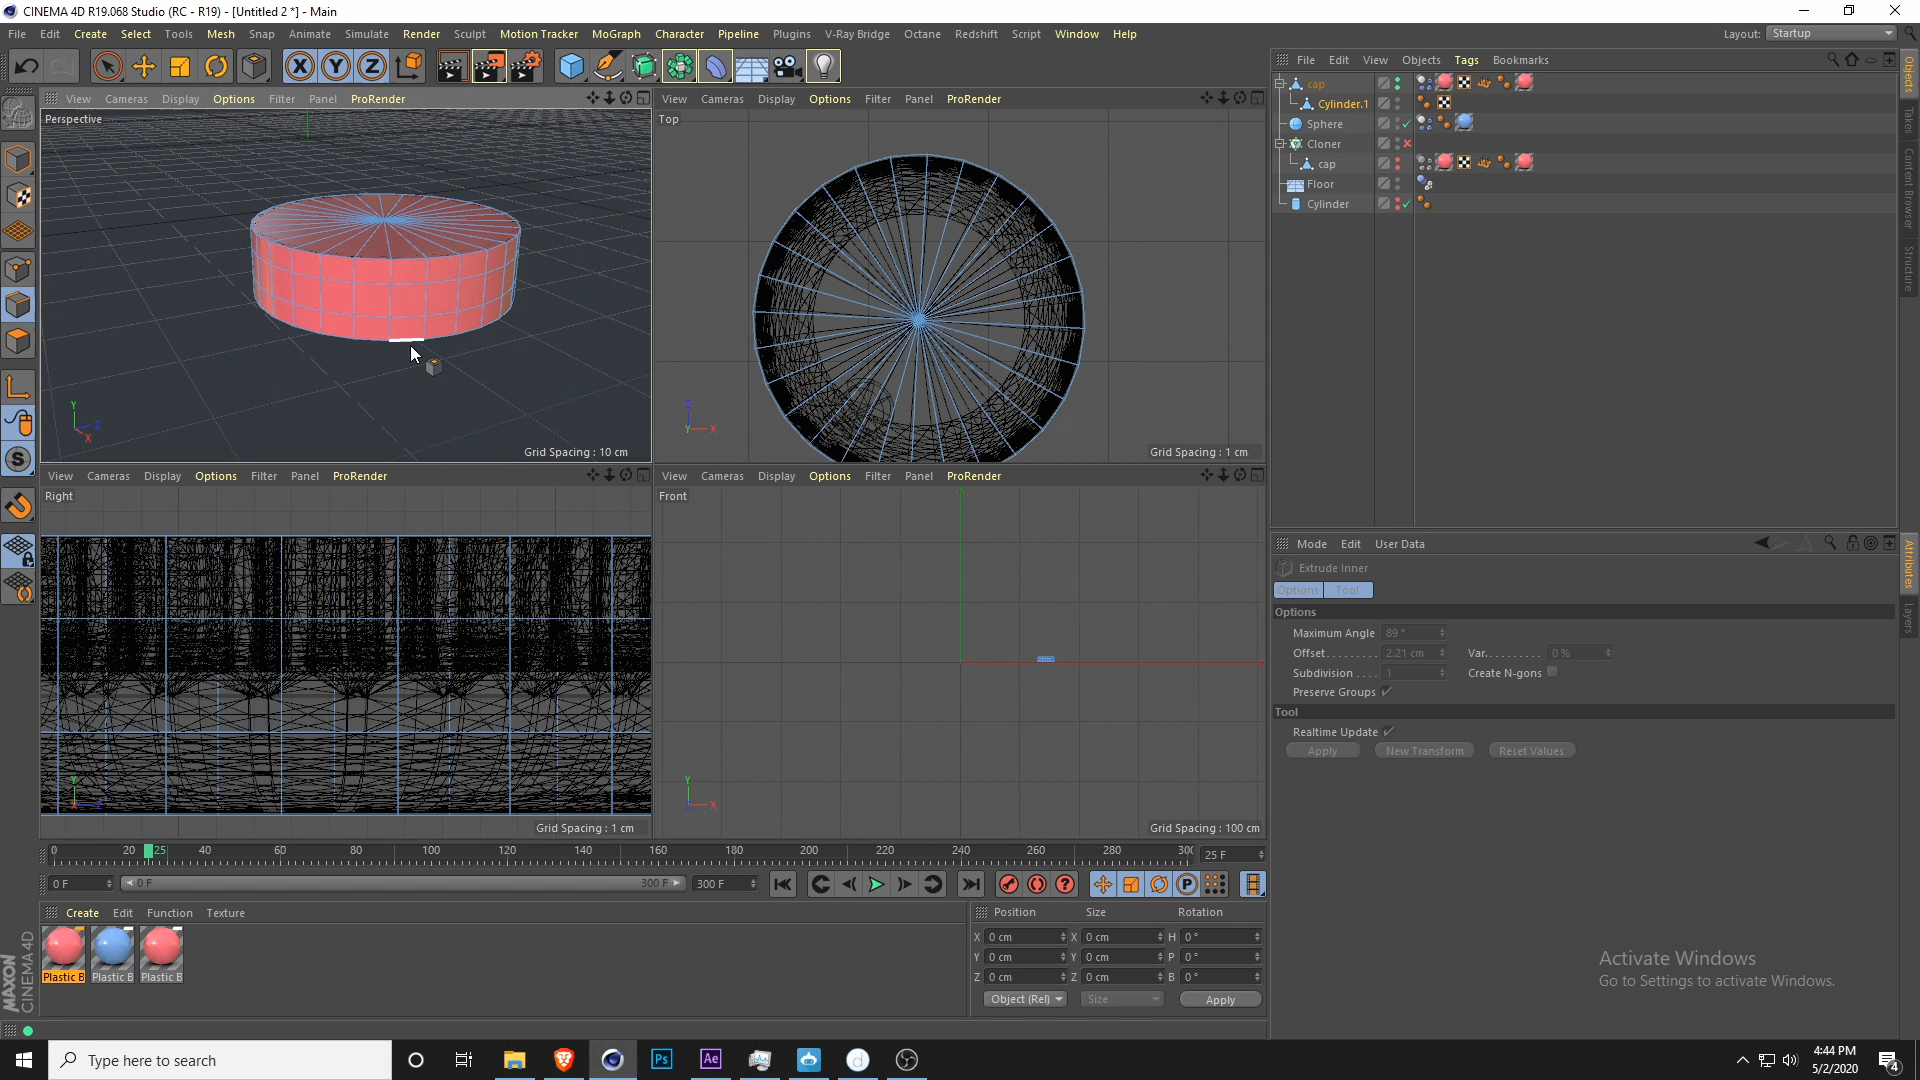 CINEMA 4D R19.068 Studio (RC - R19) - [Untitled 2 *] - Main
File Edit Create Select Tools Mesh Snap Animate Simulate Render Sculpt Motion Tracker MoGraph Character Pipeline Plugins V-Ray Bridge Octane Redshift Script Window Help
Layout: Startup
File Edit View Objects Tags Bookmarks
cap
Cylinder.1
Sphere
Cloner
cap
Floor
Cylinder
Objects
Takes
Content Browser
Structure
View Cameras Display Options Filter Panel ProRender
Perspective
Grid Spacing : 10 cm
View Cameras Display Options Filter Panel ProRender
Top
Grid Spacing : 1 cm
View Cameras Display Options Filter Panel ProRender
Right
Grid Spacing : 1 cm
View Cameras Display Options Filter Panel ProRender
Front
Grid Spacing : 100 cm
Mode Edit User Data
Extrude Inner
Options Tool
Options
Maximum Angle 89 °
Offset......... 2.21 cm Var.......... 0 %
Subdivision .... 1 Create N-gons
Preserve Groups
Tool
Realtime Update
Apply New Transform Reset Values
Attributes
Layers
0 20 25 40 60 80 100 120 140 160 180 200 220 240 260 280 300
25 F
0 F 0 F 300 F 300 F
Create Edit Function Texture
Plastic B Plastic B Plastic B
Position Size Rotation
X 0 cm X 0 cm H 0 °
Y 0 cm Y 0 cm P 0 °
Z 0 cm Z 0 cm B 0 °
Object (Rel) Size Apply
MAXON
CINEMA 4D
Activate Windows
Go to Settings to activate Windows.
Type here to search
Ps
Ae
4:44 PM
5/2/2020
4